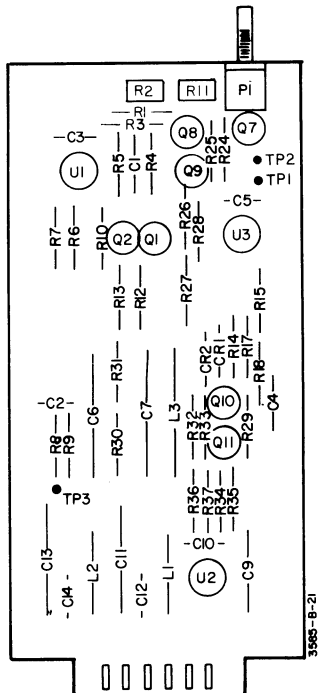 R2
R11
P1
R1
R3
C3
R5
C1
R4
Q8
R25
R24
Q7
U1
Q9
TP2
TP1
C5
R7
R6
R10
Q2
Q1
R26
R28
U3
R13
R12
R27
R15
R31
CR2
CR1
R14
R17
R18
C2
C6
C7
L3
Q10
C4
R8
R9
R30
R32
R33
Q11
R29
TP3
R36
R37
R34
R35
C13
C14
L2
C11
C12
L1
C10
U2
C9
3585-B-21